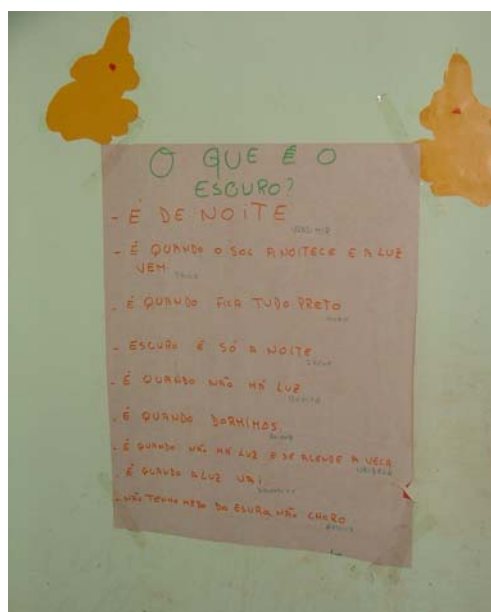 O QUE É O
ESCURO?
- É DE NOITE
- É QUANDO O SOL ANOITECE E A LUZ
VEM.
- É QUANDO FICA TUDO PRETO
- ESCURO É SÓ A NOITE
- É QUANDO NÃO HÁ LUZ
- É QUANDO DORMIMOS.
- É QUANDO NÃO HÁ LUZ E SE ACENDE A VELA
- É QUANDO A LUZ VAI
- NÃO TENHO MEDO DO ESCURO, NÃO CHORO